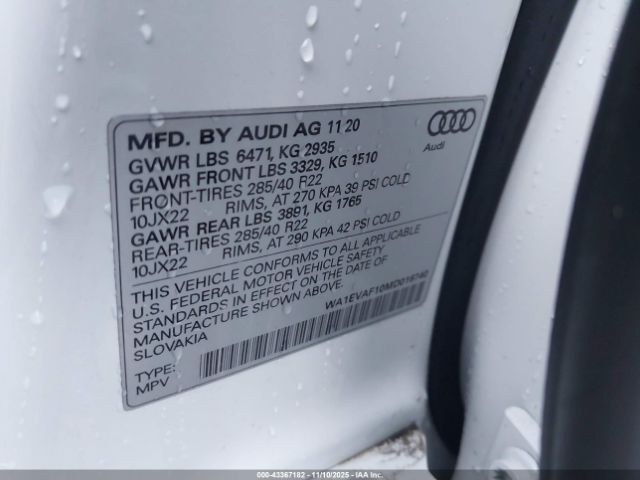 MFD. BY AUDI AG 11 20
GVWR LBS 6471, KG 2935
GAWR FRONT LBS 3329, KG 1510
FRONT-TIRES 285/40 R22
10JX22 RIMS, AT 270 KPA 39 PSI COLD
GAWR REAR LBS 3891, KG 1765
REAR-TIRES 285/40 R22
10JX22 RIMS, AT 290 KPA 42 PSI COLD
THIS VEHICLE CONFORMS TO ALL APPLICABLE
U.S. FEDERAL MOTOR VEHICLE SAFETY
STANDARDS IN EFFECT ON THE DATE OF
MANUFACTURE SHOWN ABOVE.
SLOVAKIA
TYPE:
MPV
Audi
000-43367182 — 11/10/2025 — IAA, Inc.